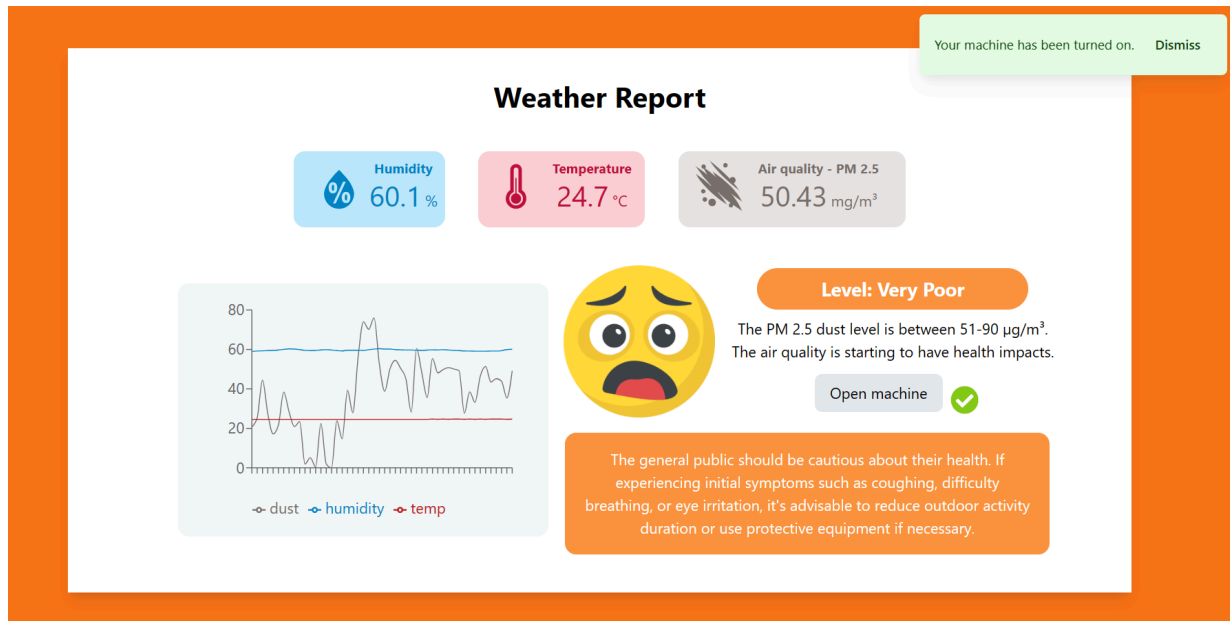 Your machine has been turned on. Dismiss
Weather Report
Humidity
60.1 %
Temperature
24.7 °C
Air quality - PM 2.5
50.43 mg/m³
80
60
40
20
0
dust humidity temp
Level: Very Poor
The PM 2.5 dust level is between 51-90 µg/m³.
The air quality is starting to have health impacts.
Open machine
The general public should be cautious about their health. If
experiencing initial symptoms such as coughing, difficulty
breathing, or eye irritation, it's advisable to reduce outdoor activity
duration or use protective equipment if necessary.